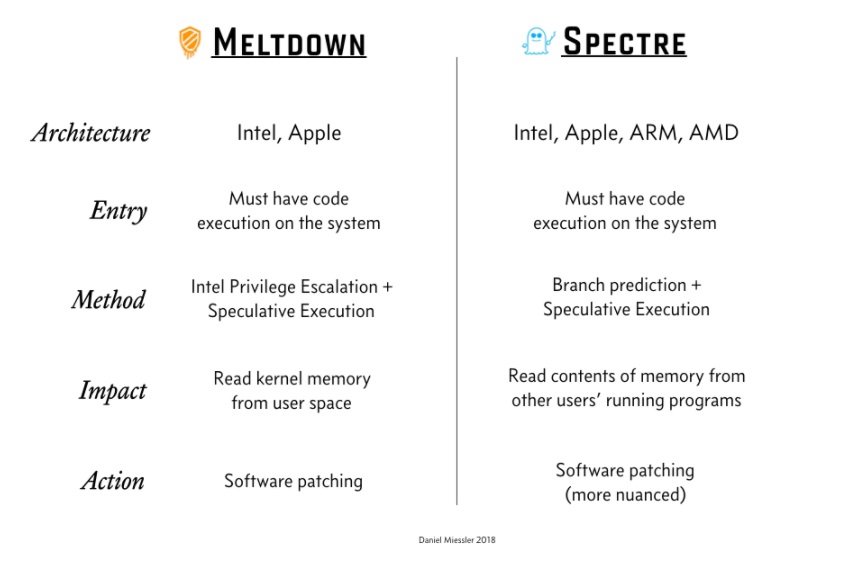 MELTDOWN
SPECTRE
Architecture
Intel, Apple
Intel, Apple, ARM, AMD
Entry
Must have code
execution on the system
Must have code
execution on the system
Method
Intel Privilege Escalation +
Speculative Execution
Branch prediction +
Speculative Execution
Impact
Read kernel memory
from user space
Read contents of memory from
other users’ running programs
Action
Software patching
Software patching
(more nuanced)
Daniel Miessler 2018